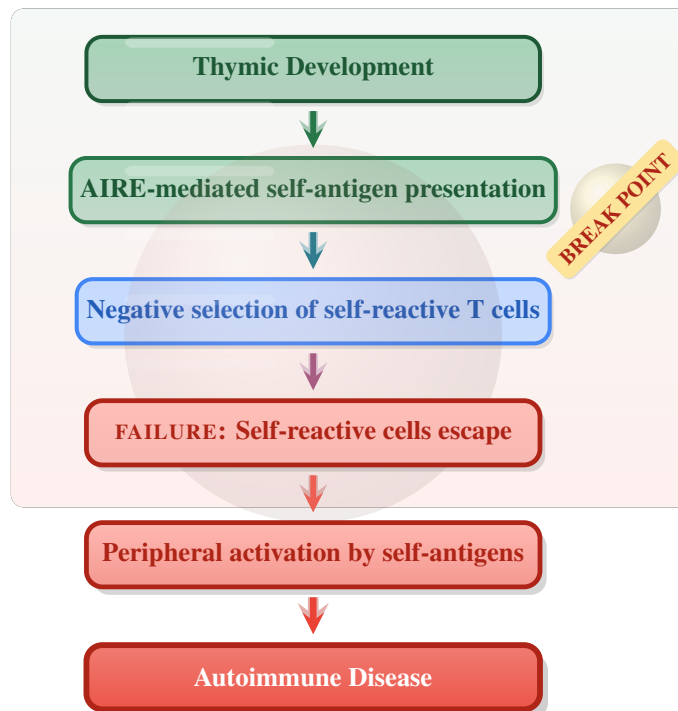 Thymic Development
AIRE-mediated self-antigen presentation
BREAK POINT
Negative selection of self-reactive T cells
FAILURE: Self-reactive cells escape
Peripheral activation by self-antigens
Autoimmune Disease